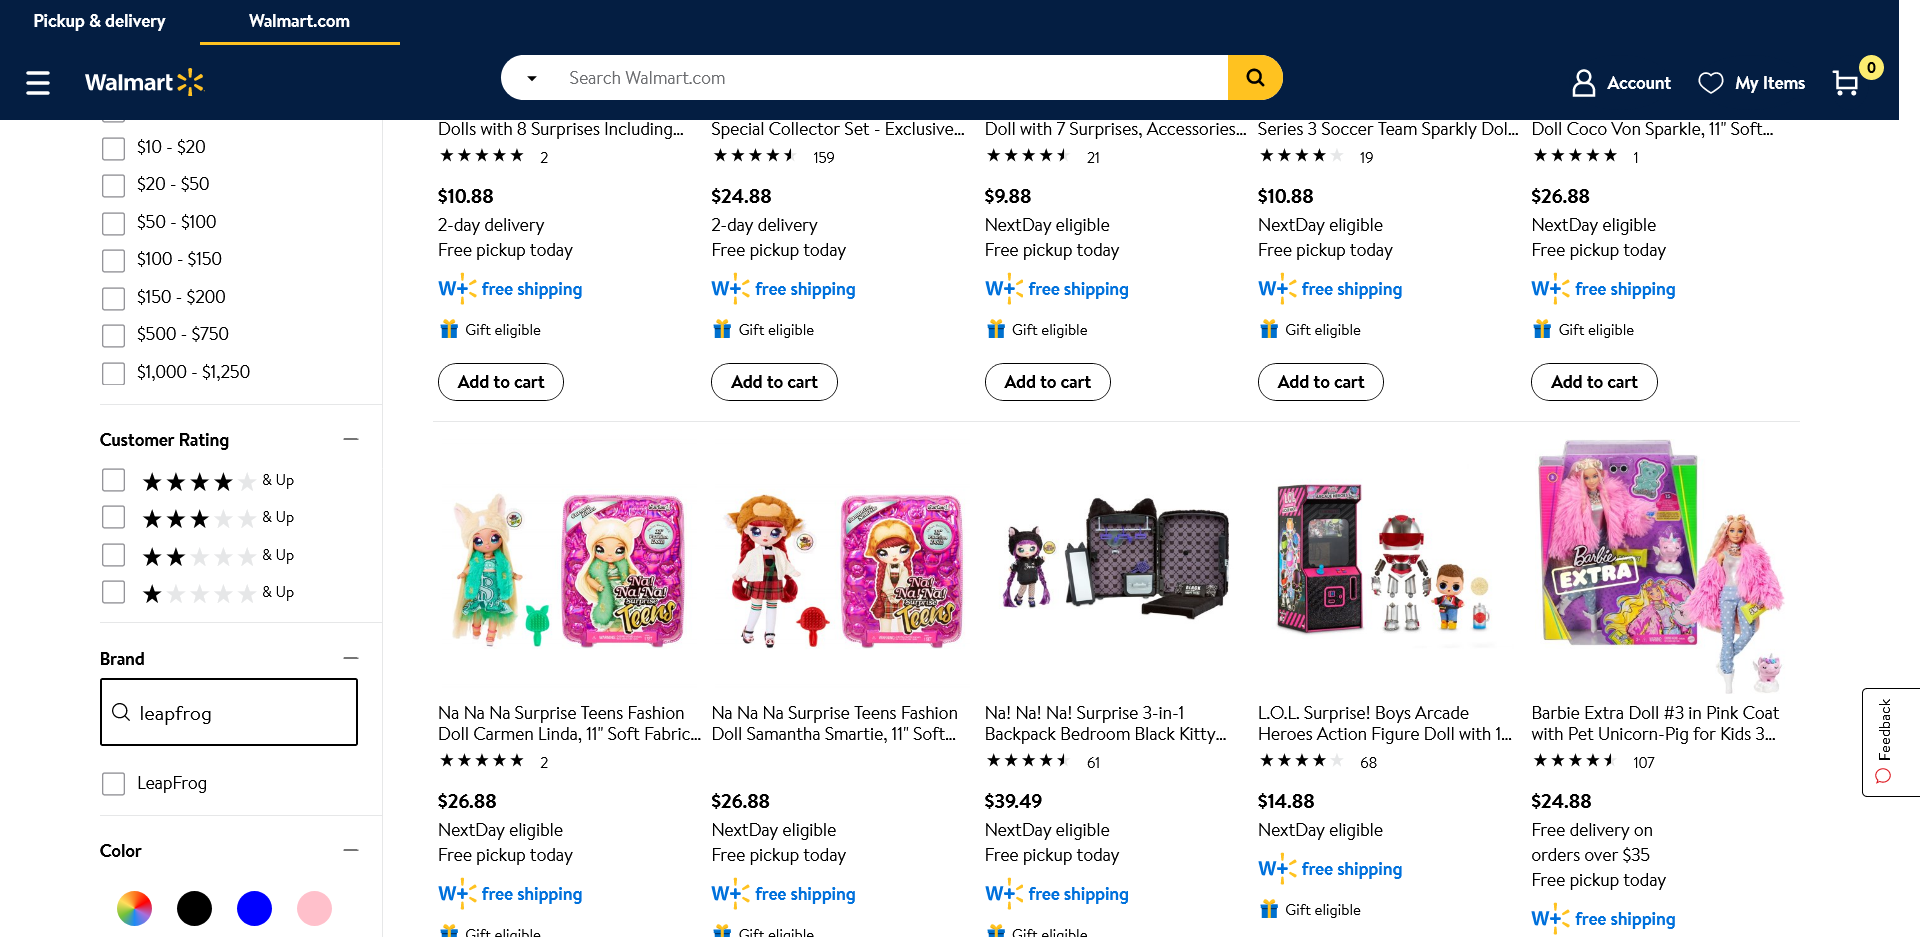 Pickup & delivery
Walmart.com
Walmart
Search Walmart.com
Account
My Items
0
$10 - $20
$20 - $50
$50 - $100
$100 - $150
$150 - $200
$500 - $750
$1,000 - $1,250
Customer Rating
& Up
& Up
& Up
& Up
Brand
leapfrog
LeapFrog
Color
Dolls with 8 Surprises Including...
2
$10.88
2-day delivery
Free pickup today
W+ free shipping
Gift eligible
Add to cart
Special Collector Set - Exclusive...
159
$24.88
2-day delivery
Free pickup today
W+ free shipping
Gift eligible
Add to cart
Doll with 7 Surprises, Accessories...
21
$9.88
NextDay eligible
Free pickup today
W+ free shipping
Gift eligible
Add to cart
Series 3 Soccer Team Sparkly Dol...
19
$10.88
NextDay eligible
Free pickup today
W+ free shipping
Gift eligible
Add to cart
Doll Coco Von Sparkle, 11" Soft...
1
$26.88
NextDay eligible
Free pickup today
W+ free shipping
Gift eligible
Add to cart
Na! Na! Na!
Surprise
Teens
Na Na Na Surprise Teens Fashion
Doll Carmen Linda, 11" Soft Fabric...
2
$26.88
NextDay eligible
Free pickup today
W+ free shipping
Gift eligible
Na! Na! Na!
Surprise
Teens
Na Na Na Surprise Teens Fashion
Doll Samantha Smartie, 11" Soft...
$26.88
NextDay eligible
Free pickup today
W+ free shipping
Gift eligible
Na! Na! Na! Surprise 3-in-1
Backpack Bedroom Black Kitty...
61
$39.49
NextDay eligible
Free pickup today
W+ free shipping
Gift eligible
L.O.L. Surprise! Boys Arcade
Heroes Action Figure Doll with 1...
68
$14.88
NextDay eligible
W+ free shipping
Gift eligible
Barbie
EXTRA
Barbie Extra Doll #3 in Pink Coat
with Pet Unicorn-Pig for Kids 3...
107
$24.88
Free delivery on
orders over $35
Free pickup today
W+ free shipping
Feedback